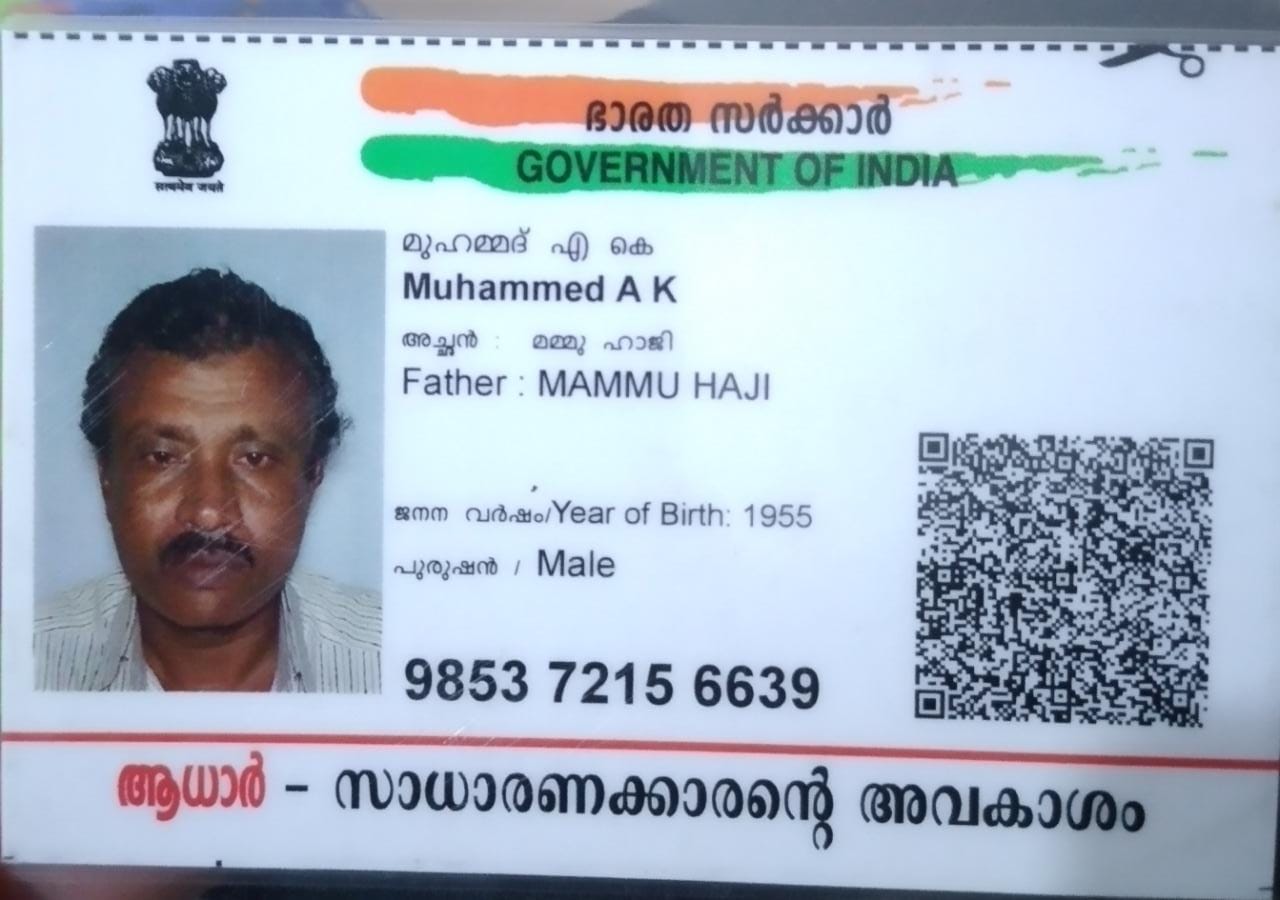 ഭാരത സർക്കാർ
GOVERNMENT OF INDIA
सत्यमेव जयते
മുഹമ്മദ് എ കെ
Muhammed A K
അച്ഛൻ : മമ്മു ഹാജി
Father : MAMMU HAJI
ജനന വർഷം/Year of Birth: 1955
പുരുഷൻ / Male
9853 7215 6639
ആധാർ - സാധാരണക്കാരന്റെ അവകാശം